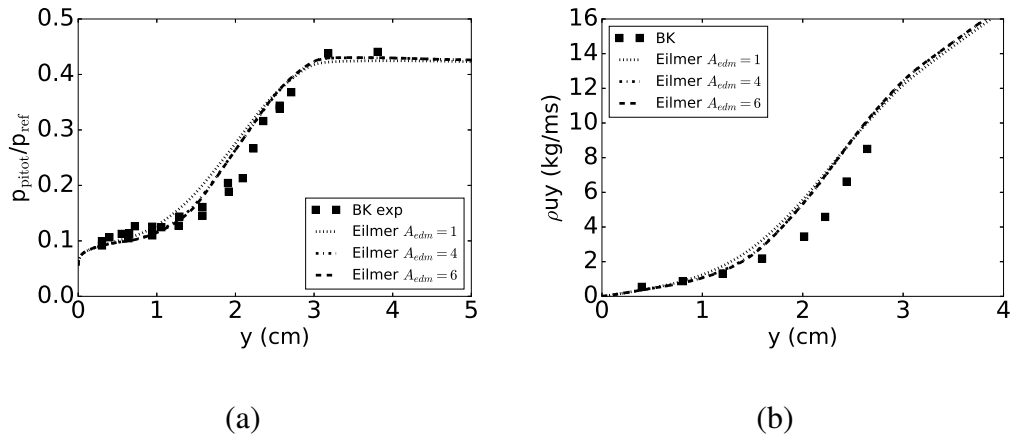 0.5
0.4
0.3
0.2
0.1
0.0
p_pitot/p_ref
0 1 2 3 4 5
y (cm)
BK exp
Eilmer A_edm = 1
Eilmer A_edm = 4
Eilmer A_edm = 6
(a)
16
14
12
10
8
6
4
2
0
ρuy (kg/ms)
0 1 2 3 4
y (cm)
BK
Eilmer A_edm = 1
Eilmer A_edm = 4
Eilmer A_edm = 6
(b)